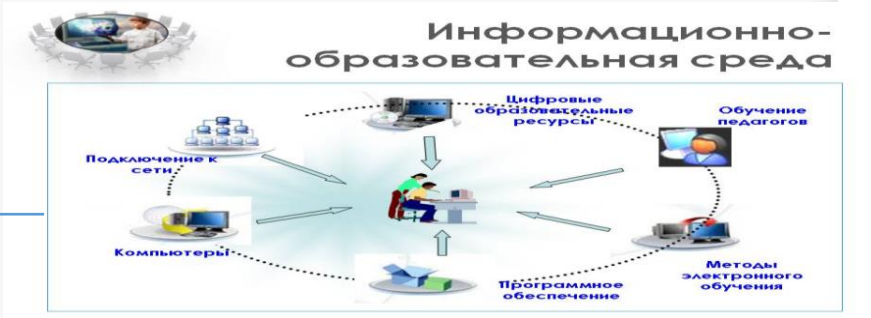 Информационно-
образовательная среда
Цифровые
образовательные
ресурсы
Обучение
педагогов
Подключение к
сети
Компьютеры
Методы
электронного
обучения
Программное
обеспечение